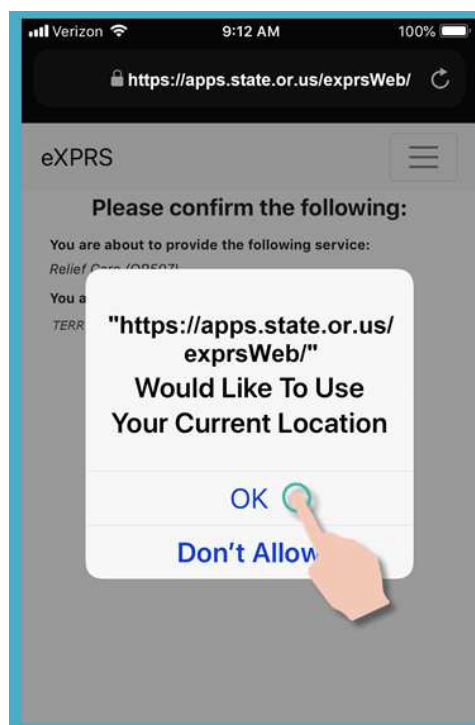 Verizon 9:12 AM 100%
https://apps.state.or.us/exprsWeb/
eXPRS
Please confirm the following:
You are about to provide the following service:
Relief Care (OR507)
You a
TERR
"https://apps.state.or.us/
exprsWeb/"
Would Like To Use
Your Current Location
OK
Don't Allow